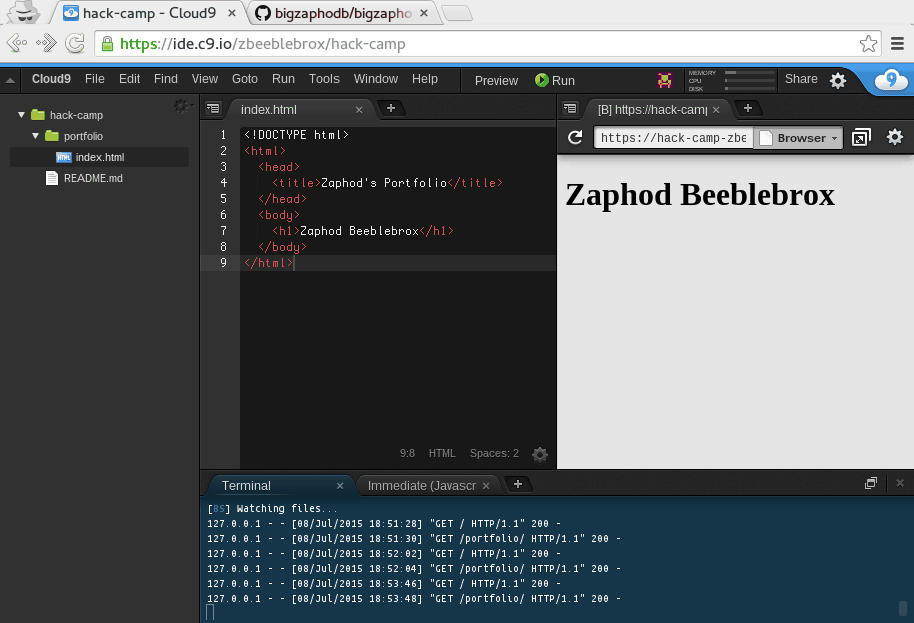 hack-camp - Cloud9
bigzaphodb/bigzapho
https://ide.c9.io/zbeeblebrox/hack-camp
Cloud9 File Edit Find View Goto Run Tools Window Help Preview Run MEMORY CPU DISK Share
hack-camp
portfolio
index.html
README.md
index.html
1 <!DOCTYPE html>
2 <html>
3 <head>
4 <title>Zaphod's Portfolio</title>
5 </head>
6 <body>
7 <h1>Zaphod Beeblebrox</h1>
8 </body>
9 </html>
9:8 HTML Spaces: 2
[B] https://hack-camp
https://hack-camp-zbe Browser
Zaphod Beeblebrox
Terminal Immediate (Javascr
[BS] Watching files...
127.0.0.1 - - [08/Jul/2015 18:51:28] "GET / HTTP/1.1" 200 -
127.0.0.1 - - [08/Jul/2015 18:51:30] "GET /portfolio/ HTTP/1.1" 200 -
127.0.0.1 - - [08/Jul/2015 18:52:02] "GET / HTTP/1.1" 200 -
127.0.0.1 - - [08/Jul/2015 18:52:04] "GET /portfolio/ HTTP/1.1" 200 -
127.0.0.1 - - [08/Jul/2015 18:53:46] "GET / HTTP/1.1" 200 -
127.0.0.1 - - [08/Jul/2015 18:53:48] "GET /portfolio/ HTTP/1.1" 200 -